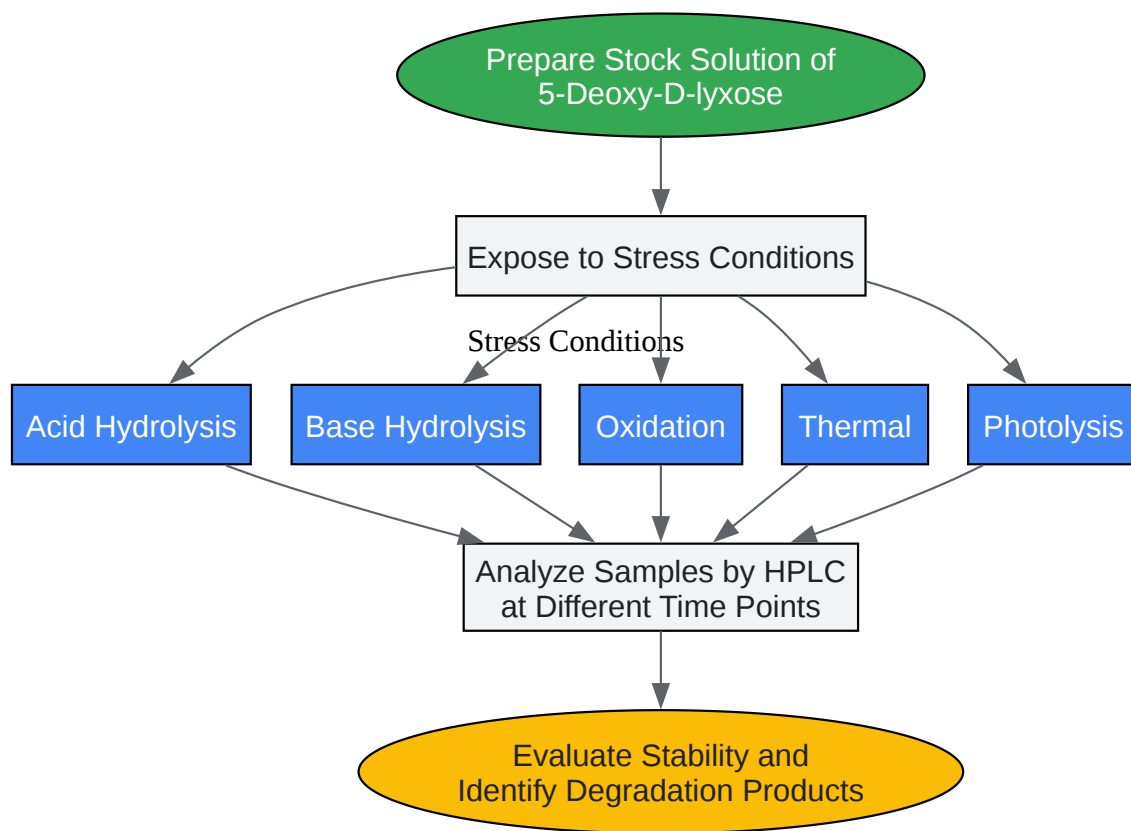 Prepare Stock Solution of
5-Deoxy-D-lyxose
Expose to Stress Conditions
Stress Conditions
Acid Hydrolysis
Base Hydrolysis
Oxidation
Thermal
Photolysis
Analyze Samples by HPLC
at Different Time Points
Evaluate Stability and
Identify Degradation Products